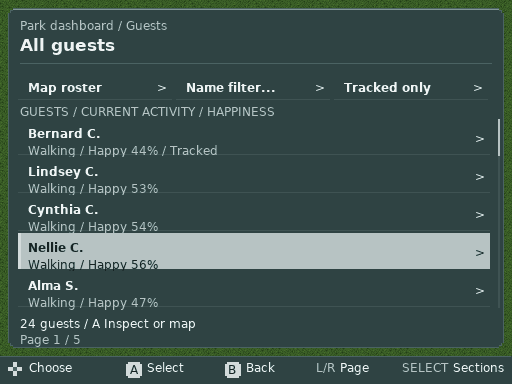 Park dashboard / Guests
All guests
Map roster > Name filter... > Tracked only >
GUESTS / CURRENT ACTIVITY / HAPPINESS
Bernard C. >
Walking / Happy 44% / Tracked
Lindsey C. >
Walking / Happy 53%
Cynthia C. >
Walking / Happy 54%
Nellie C. >
Walking / Happy 56%
Alma S. >
Walking / Happy 47%
24 guests / A Inspect or map
Page 1 / 5
Choose A Select B Back L/R Page SELECT Sections